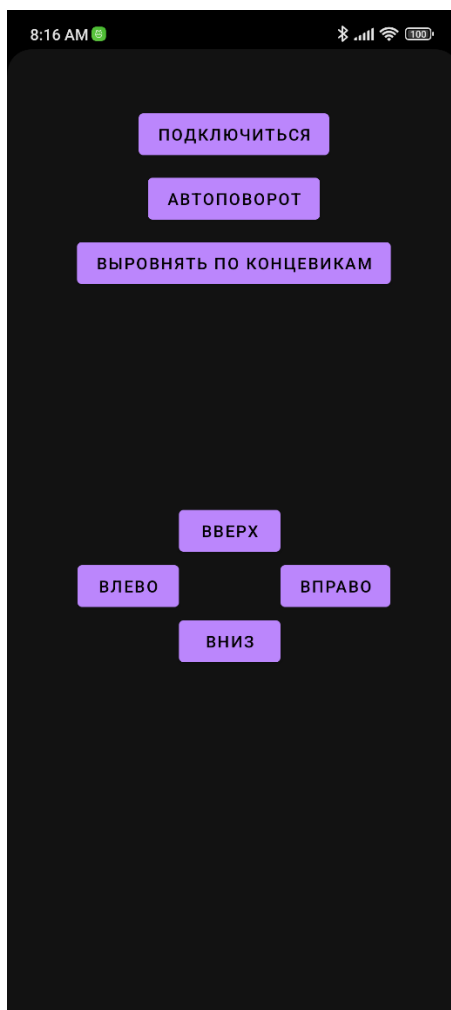 8:16 AM 100
ПОДКЛЮЧИТЬСЯ
АВТОПОВОРОТ
ВЫРОВНЯТЬ ПО КОНЦЕВИКАМ
ВВЕРХ
ВЛЕВО ВПРАВО
ВНИЗ